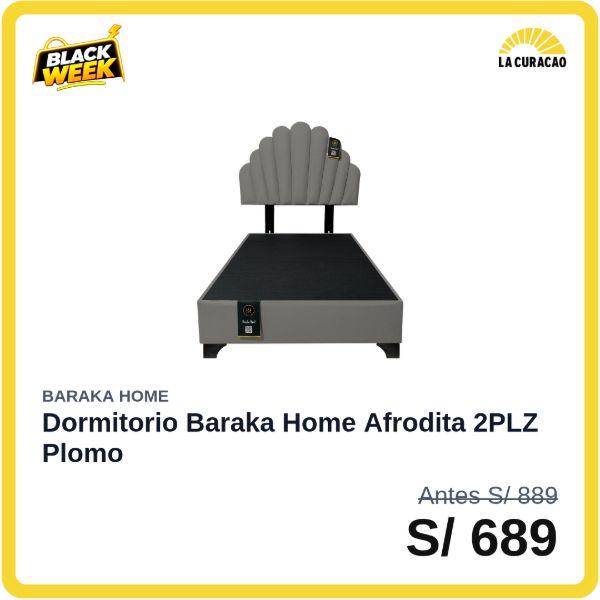 BLACK
WEEK
LA CURACAO
BARAKA HOME
Dormitorio Baraka Home Afrodita 2PLZ
Plomo
Antes S/ 889
S/ 689